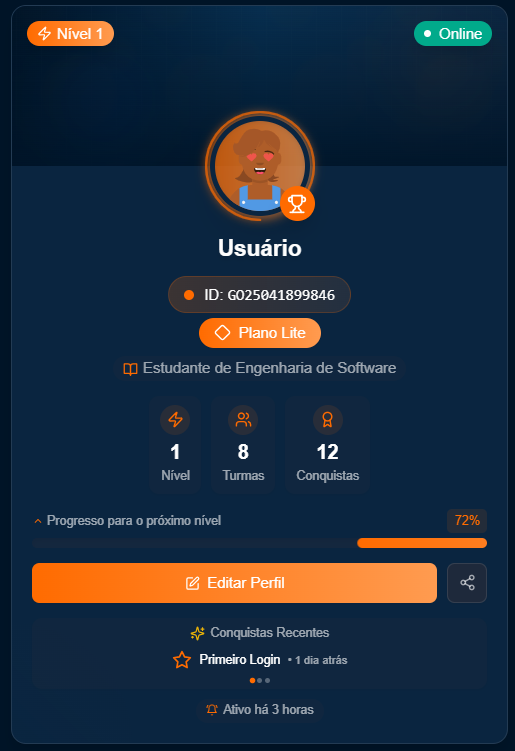 Nível 1
Online
Usuário
ID: GO25041899846
Plano Lite
Estudante de Engenharia de Software
1
Nível
8
Turmas
12
Conquistas
Progresso para o próximo nível
72%
Editar Perfil
Conquistas Recentes
Primeiro Login • 1 dia atrás
Ativo há 3 horas